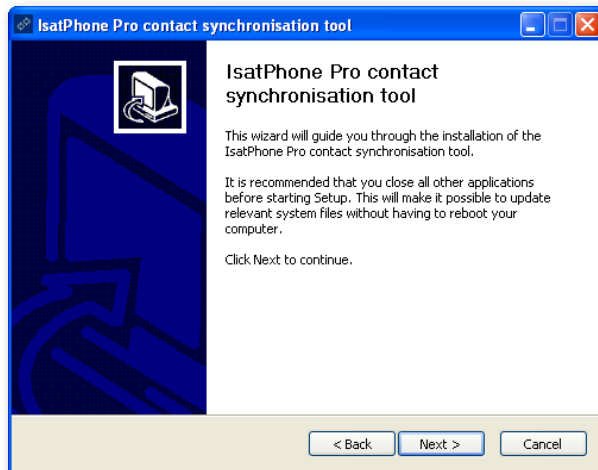 IsatPhone Pro contact synchronisation tool
IsatPhone Pro contact
synchronisation tool
This wizard will guide you through the installation of the
IsatPhone Pro contact synchronisation tool.
It is recommended that you close all other applications
before starting Setup. This will make it possible to update
relevant system files without having to reboot your
computer.
Click Next to continue.
< Back
Next >
Cancel